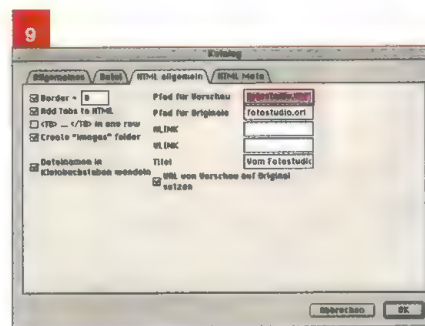 9
Katalog
Allgemeines Datei HTML allgemein HTML Meta
Border = 0
Add Tabs to HTML
<TD> ... </TD> in one row
Create "images" folder
Dateinamen in
Kleinbuchstaben wandeln
Pfad für Vorschau
Pfad für Originale fotostudio.ori
ALINK
VLINK
Titel Vom Fotostudio
URL von Vorschau auf Original
setzen
Abbrechen OK